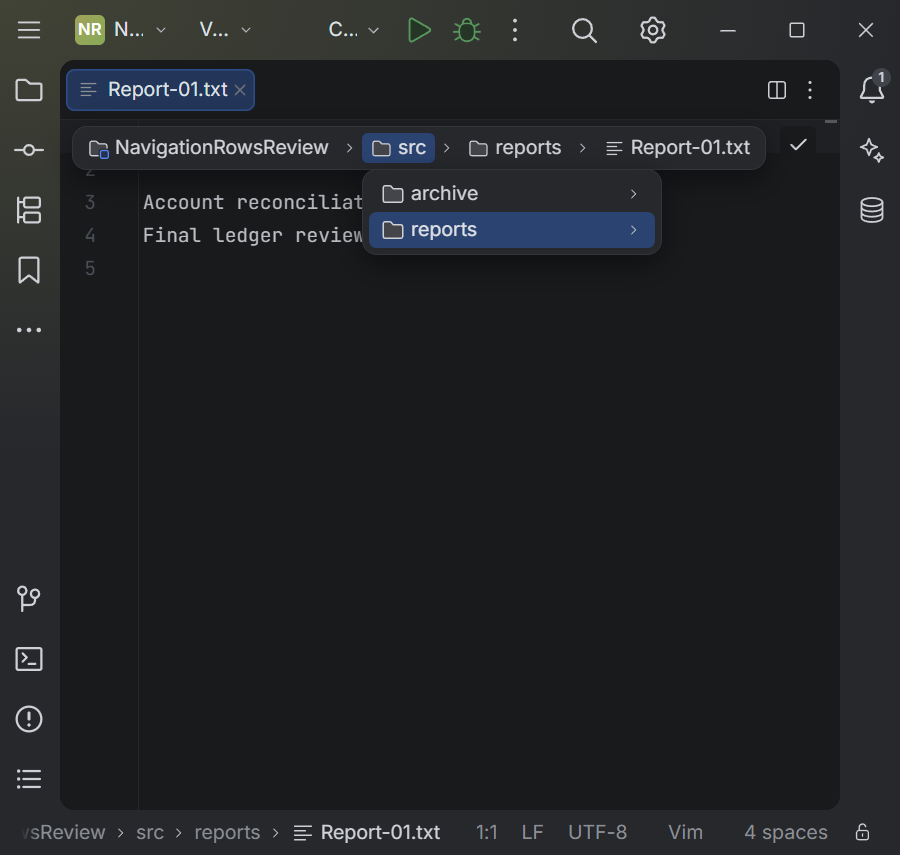 NR N... V... C...
Report-01.txt
1
NavigationRowsReview src reports Report-01.txt
2
archive
3 Account reconciliat
reports
4 Final ledger review
5
sReview src reports Report-01.txt 1:1 LF UTF-8 Vim 4 spaces